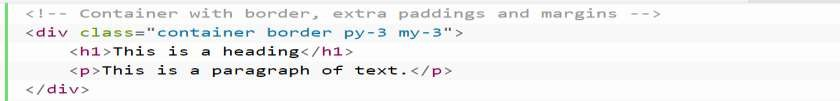 <!-- Container with border, extra paddings and margins -->
<div class="container border py-3 my-3">
<h1>This is a heading</h1>
<p>This is a paragraph of text.</p>
</div>